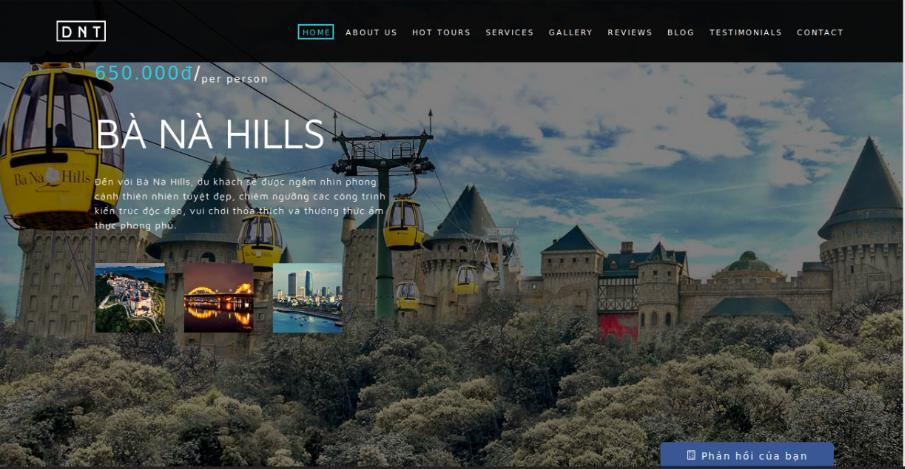 DNT
HOME ABOUT US HOT TOURS SERVICES GALLERY REVIEWS BLOG TESTIMONIALS CONTACT
650.000đ/per person
BÀ NÀ HILLS
Bà Nà Hills
Đến với Bà Nà Hills, du khách sẽ được ngắm nhìn phong
cảnh thiên nhiên tuyệt đẹp, chiêm ngưỡng các công trình
kiến trúc độc đáo, vui chơi thỏa thích và thưởng thức ẩm
thực phong phú.
Phản hồi của bạn